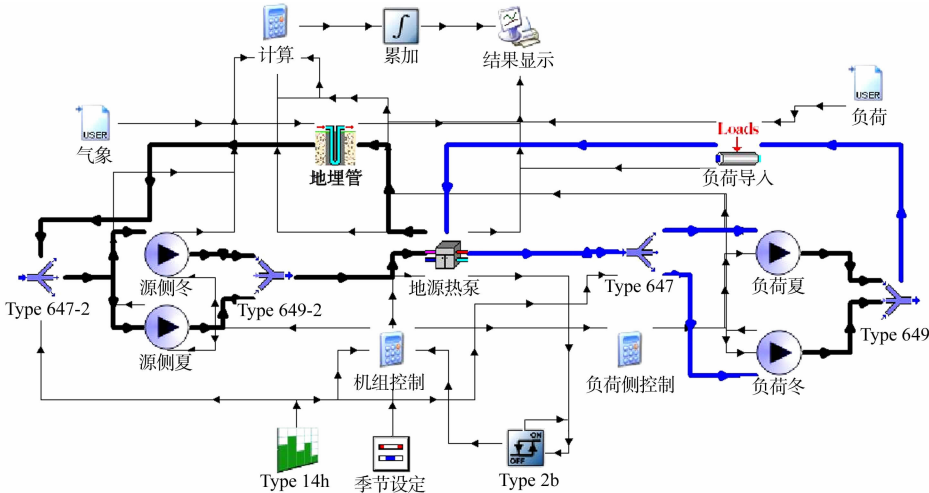 计算
累加
结果显示
USER
气象
USER
负荷
Loads
负荷导入
地埋管
源侧冬
Type 647-2
Type 649-2
源侧夏
地源热泵
Type 647
负荷夏
Type 649
负荷冬
机组控制
负荷侧控制
Type 14h
季节设定
ON
OFF
Type 2b